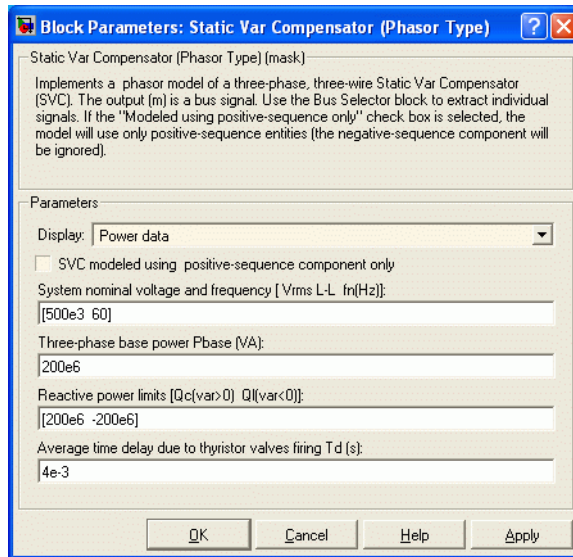 Block Parameters: Static Var Compensator (Phasor Type)
Static Var Compensator (Phasor Type) (mask)
Implements a phasor model of a three-phase, three-wire Static Var Compensator
(SVC). The output (m) is a bus signal. Use the Bus Selector block to extract individual
signals. If the "Modeled using positive-sequence only" check box is selected, the
model will use only positive-sequence entities (the negative-sequence component will
be ignored).
Parameters
Display: Power data
SVC modeled using positive-sequence component only
System nominal voltage and frequency [ Vrms L-L fn(Hz)]:
[500e3 60]
Three-phase base power Pbase (VA):
200e6
Reactive power limits [Qc(var>0) Ql(var<0)]:
[200e6 -200e6]
Average time delay due to thyristor valves firing Td (s):
4e-3
OK Cancel Help Apply